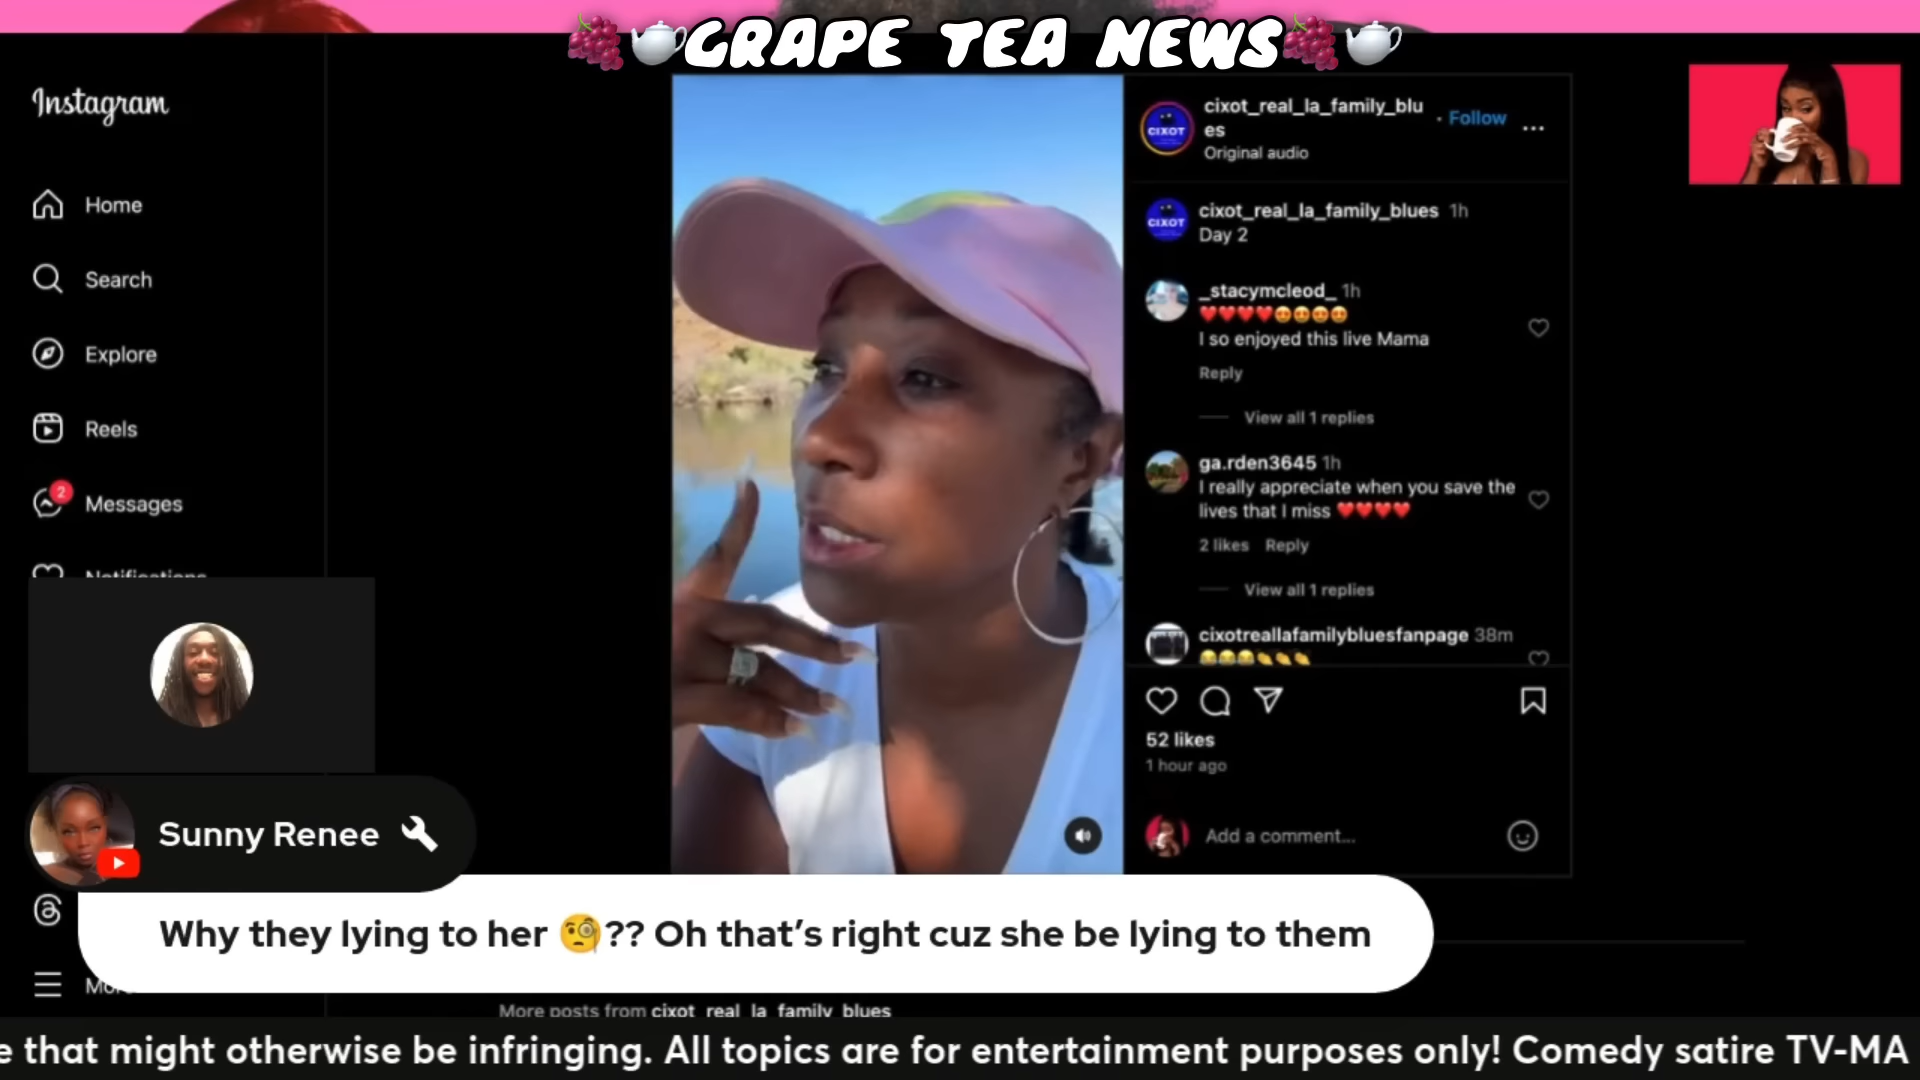 GRAPE TEA NEWS
Instagram
Home
Search
Explore
Reels
2
Messages
Notifications
cixot_real_la_family_blu
es
· Follow
Original audio
CIXOT
cixot_real_la_family_blues 1h
Day 2
CIXOT
_stacymcleod_ 1h
❤️❤️❤️❤️😍😍😍😍
I so enjoyed this live Mama
Reply
View all 1 replies
ga.rden3645 1h
I really appreciate when you save the
lives that I miss ❤️❤️❤️❤️
2 likes Reply
View all 1 replies
cixotreallafamilybluesfanpage 38m
😂😂😂👏👏👏
52 likes
1 hour ago
Add a comment...
Sunny Renee
Why they lying to her 🧐?? Oh that’s right cuz she be lying to them
More
More posts from cixot_real_la_family_blues
e that might otherwise be infringing. All topics are for entertainment purposes only! Comedy satire TV-MA